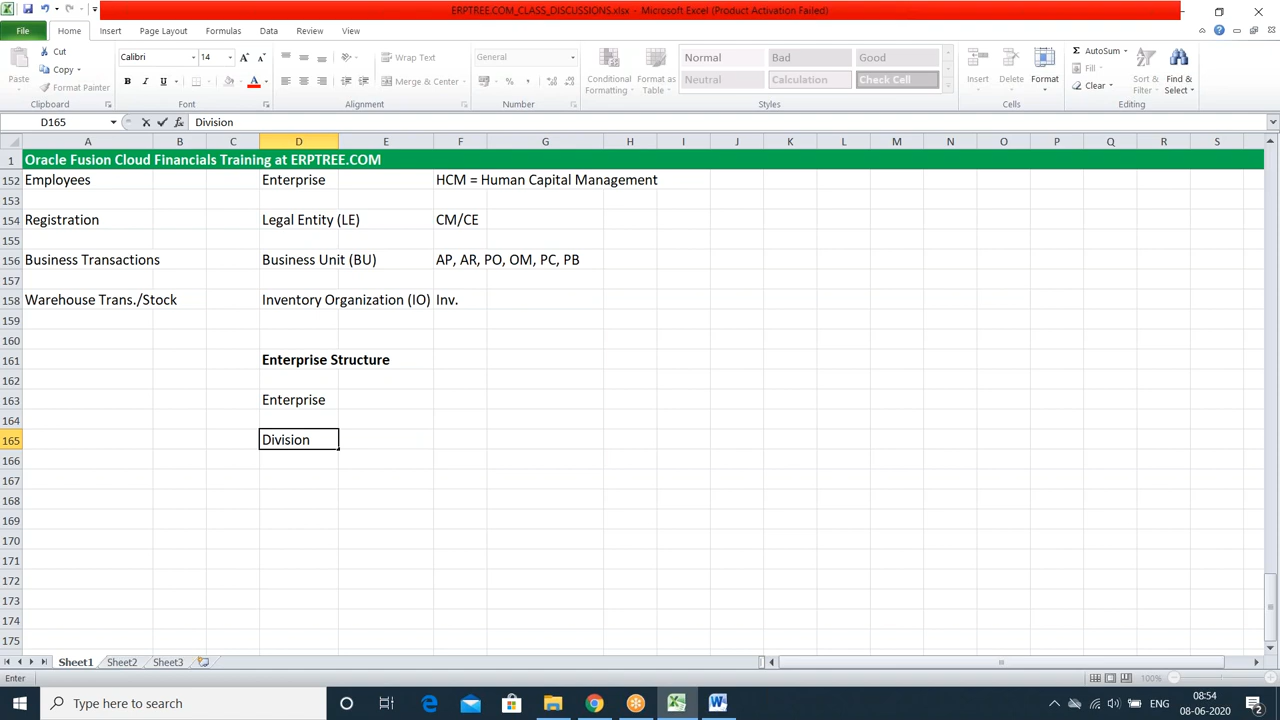 ERPTREE.COM_CLASS_DISCUSSIONS.xlsx - Microsoft Excel (Product Activation Failed)
File Home Insert Page Layout Formulas Data Review View
Cut
Copy
Format Painter
Paste
Clipboard
Calibri 14
B I U
Font
Wrap Text
Merge & Center
Alignment
General
Number
Conditional Formatting
Format as Table
Normal Bad Good
Neutral Calculation Check Cell
Styles
Insert Delete Format
Cells
AutoSum
Fill
Clear
Sort & Filter
Find & Select
Editing
D165 fx Division
A B C D E F G H I J K L M N O P Q R S
1 Oracle Fusion Cloud Financials Training at ERPTREE.COM
152 Employees Enterprise HCM = Human Capital Management
153
154 Registration Legal Entity (LE) CM/CE
155
156 Business Transactions Business Unit (BU) AP, AR, PO, OM, PC, PB
157
158 Warehouse Trans./Stock Inventory Organization (IO) Inv.
159
160
161 Enterprise Structure
162
163 Enterprise
164
165 Division
166
167
168
169
170
171
172
173
174
175
Sheet1 Sheet2 Sheet3
Enter 100%
Type here to search
ENG
08:54
08-06-2020
2